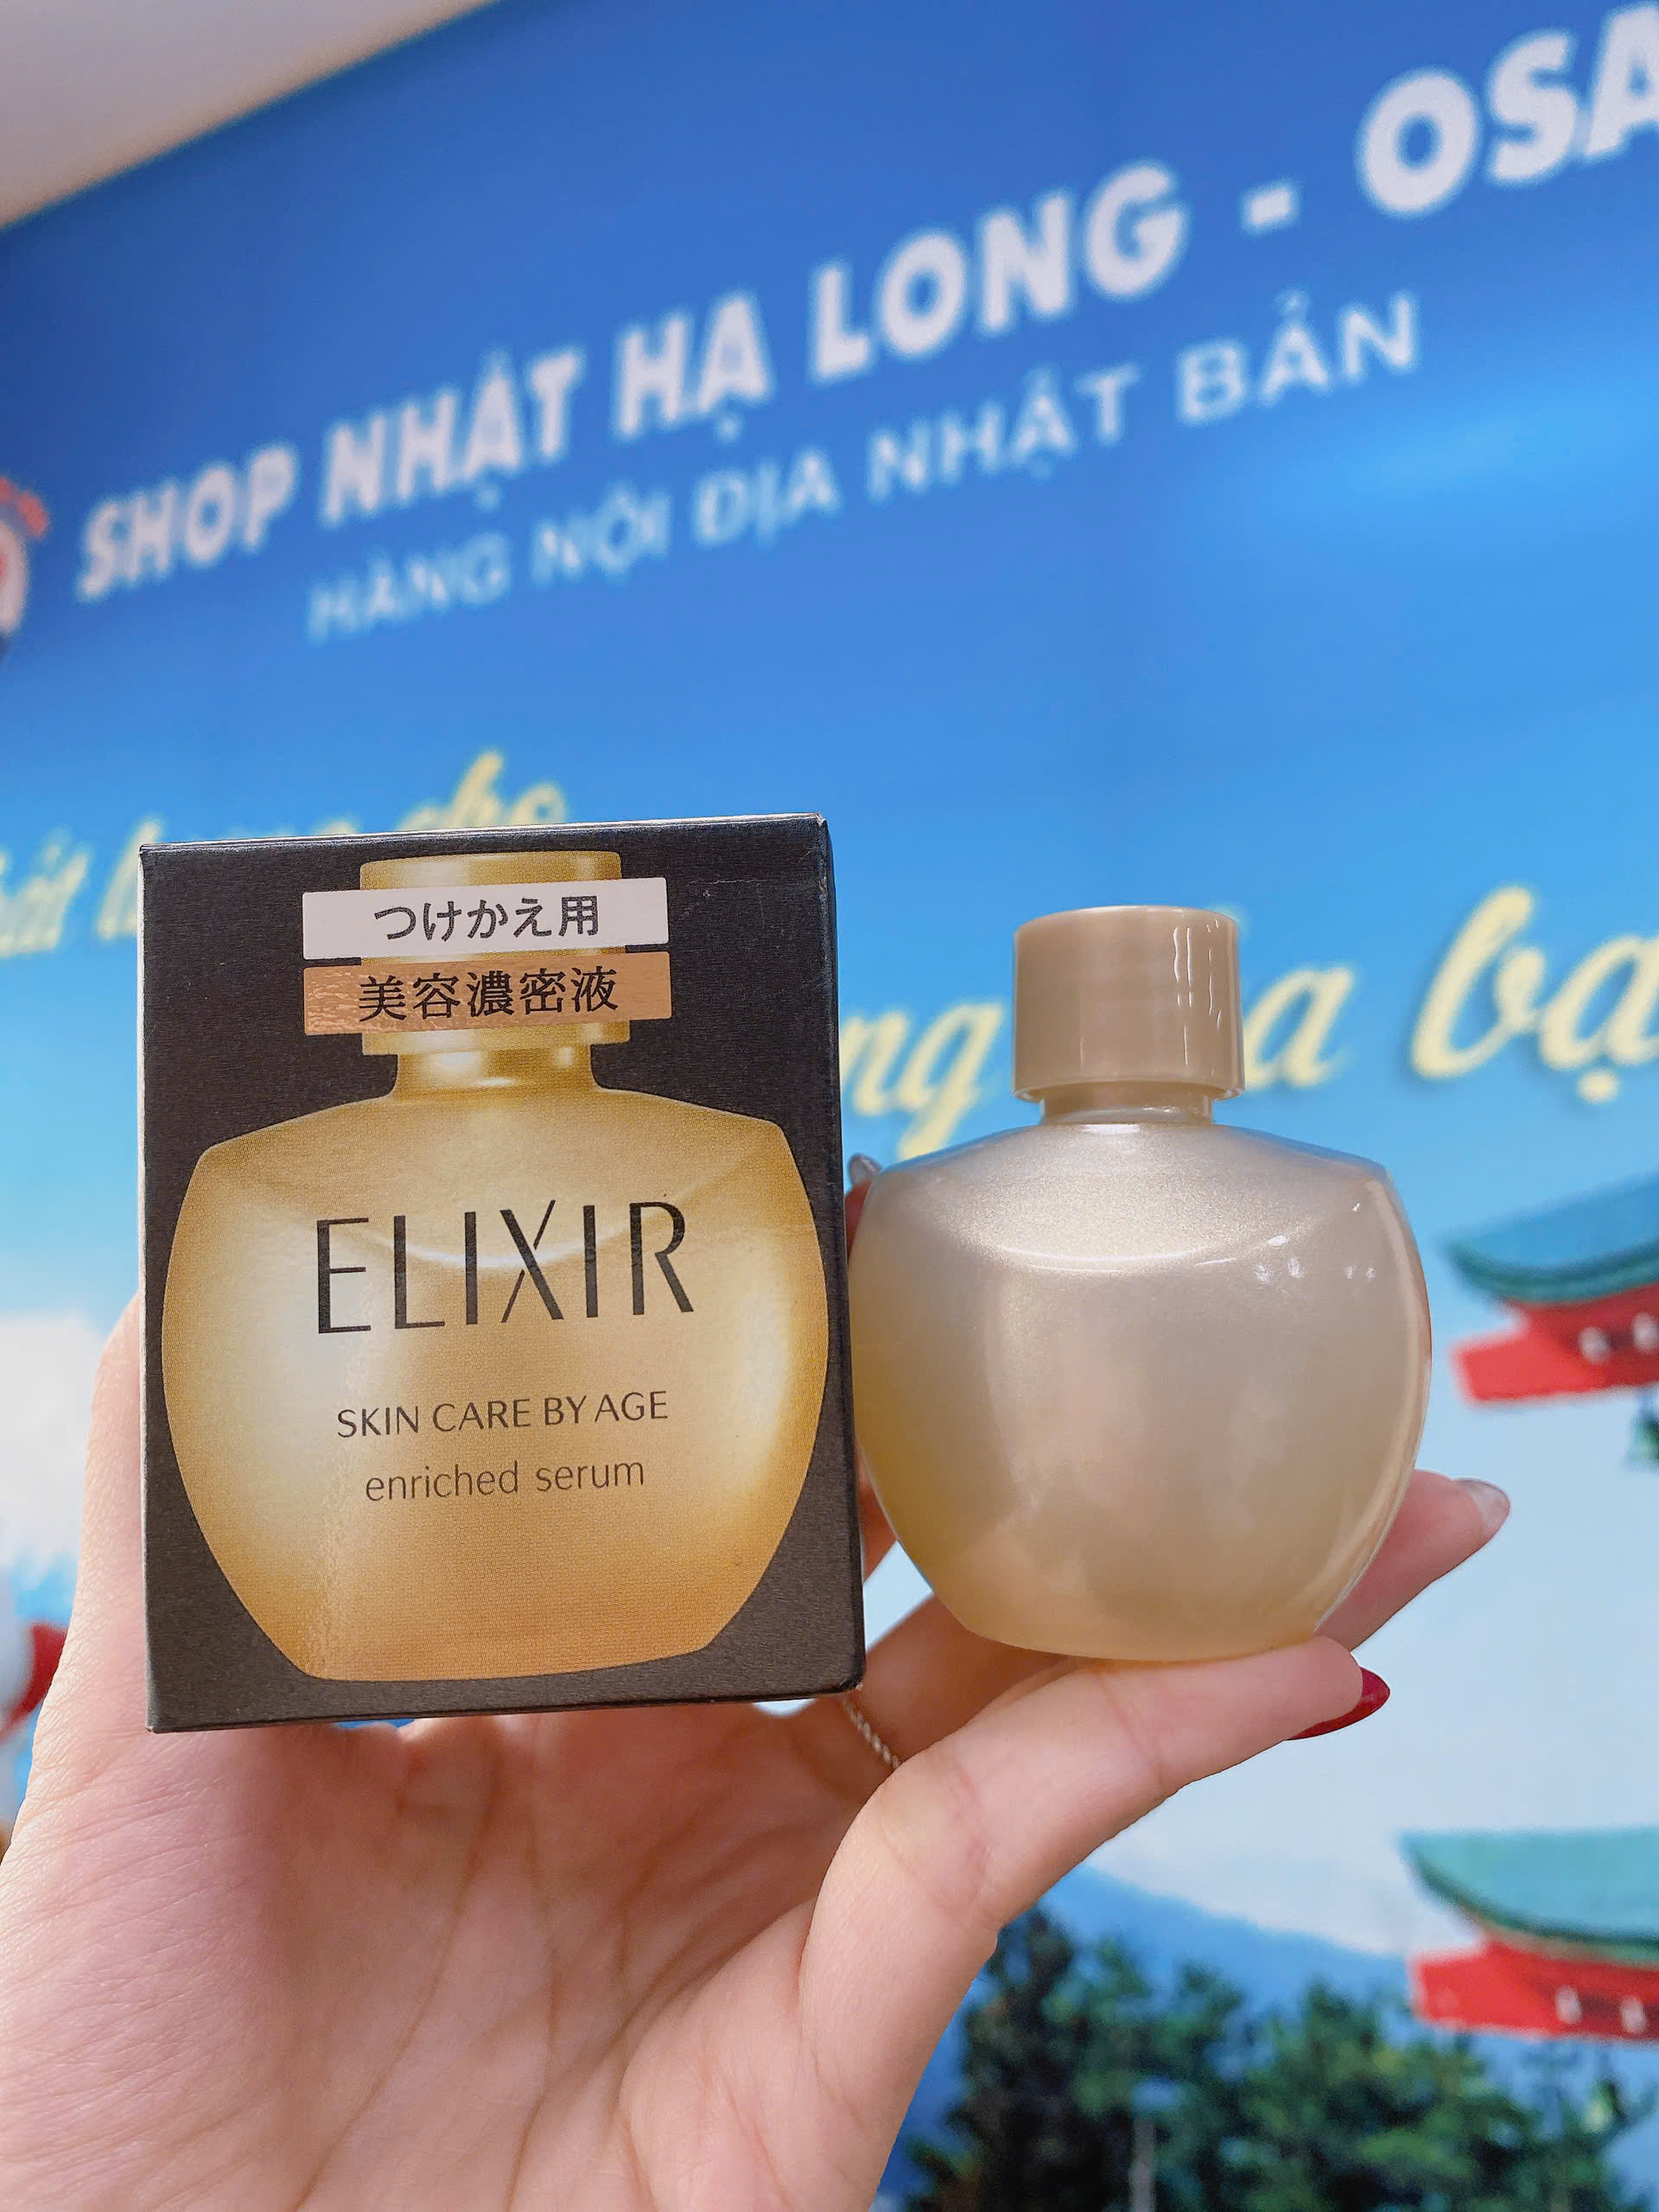 SHOP NHẬT HẠ LONG - OSA
HÀNG NỘI ĐỊA NHẬT BẢN
つけかえ用
美容濃密液
ELIXIR
SKIN CARE BY AGE
enriched serum